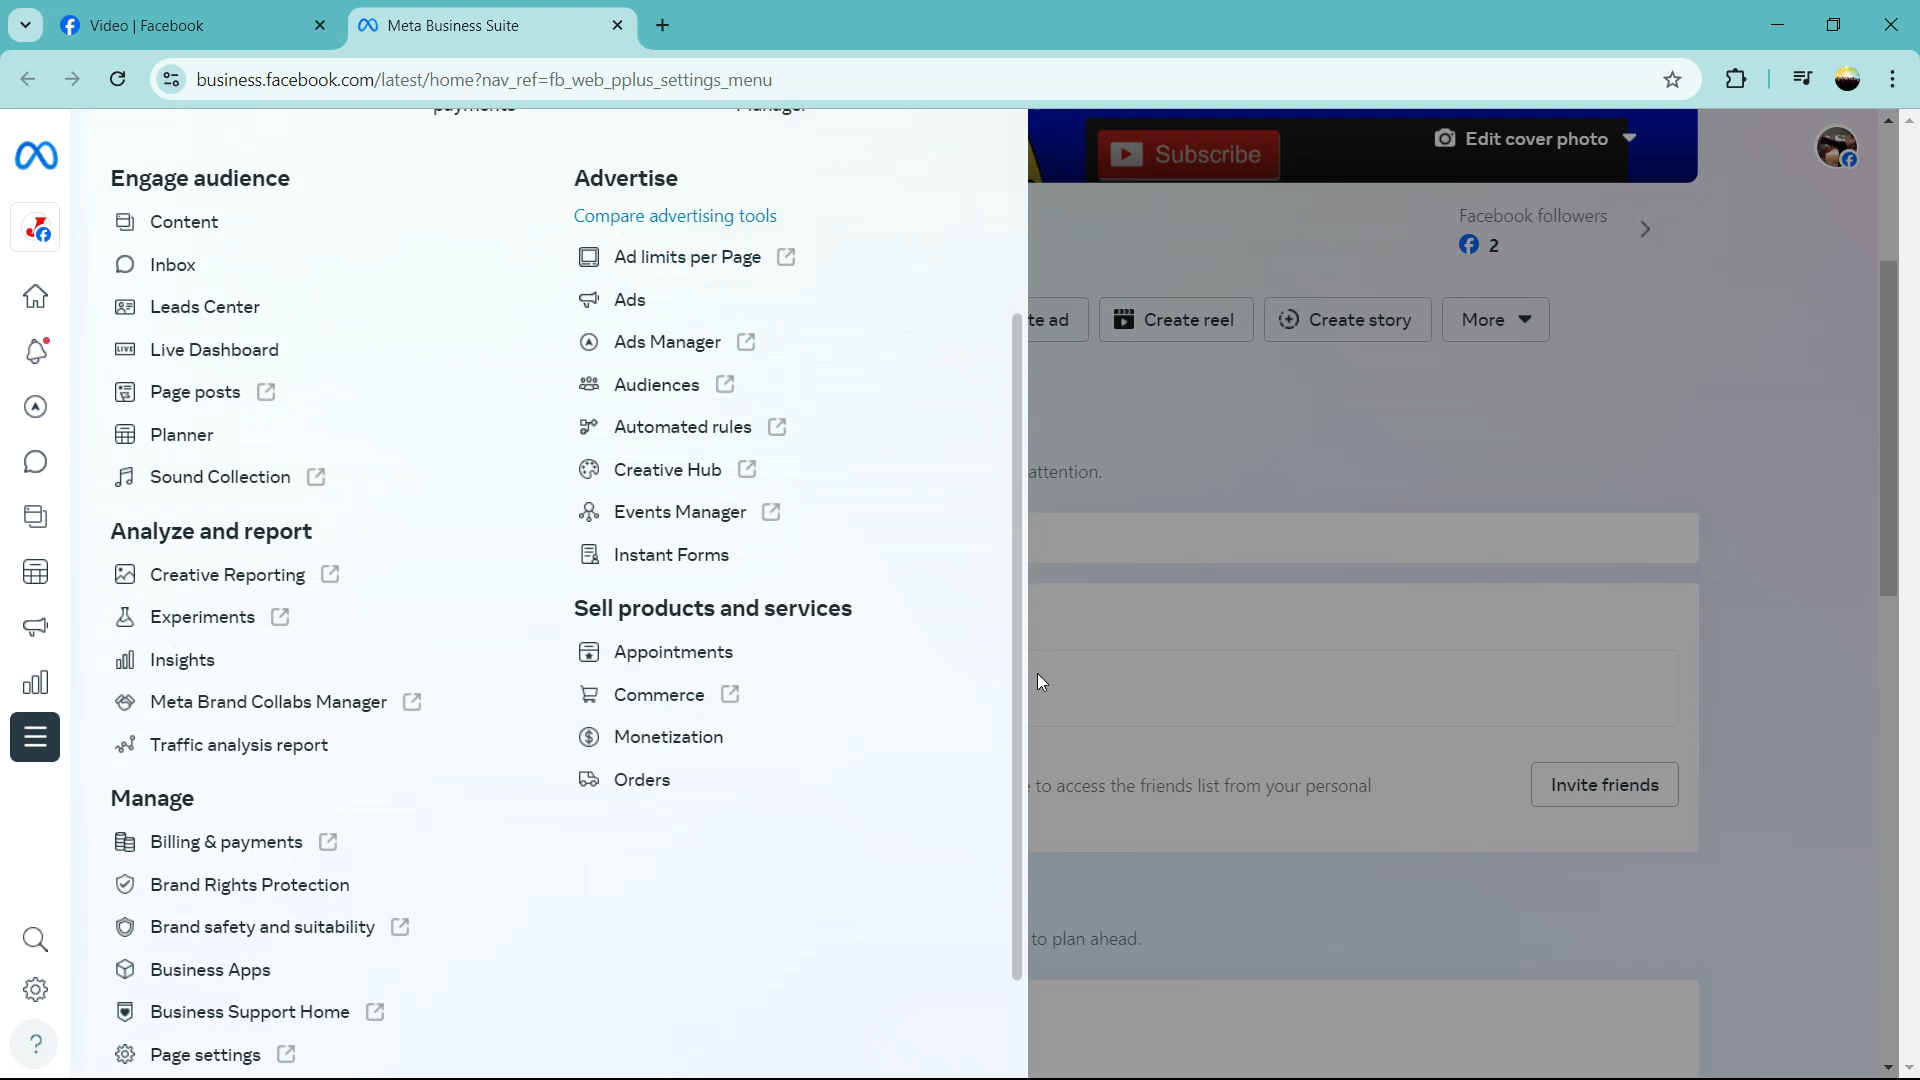 Video | Facebook
Meta Business Suite
business.facebook.com/latest/home?nav_ref=fb_web_pplus_settings_menu
payments
Manager
Engage audience
Content
Inbox
Leads Center
LIVE
Live Dashboard
Page posts
Planner
Sound Collection
Analyze and report
Creative Reporting
Experiments
Insights
Meta Brand Collabs Manager
Traffic analysis report
Manage
Billing & payments
Brand Rights Protection
Brand safety and suitability
Business Apps
Business Support Home
Page settings
Advertise
Compare advertising tools
Ad limits per Page
Ads
Ads Manager
Audiences
Automated rules
Creative Hub
Events Manager
Instant Forms
Sell products and services
Appointments
Commerce
Monetization
Orders
Subscribe
Edit cover photo
Facebook followers
2
te ad
Create reel
Create story
More
attention.
to access the friends list from your personal
Invite friends
to plan ahead.